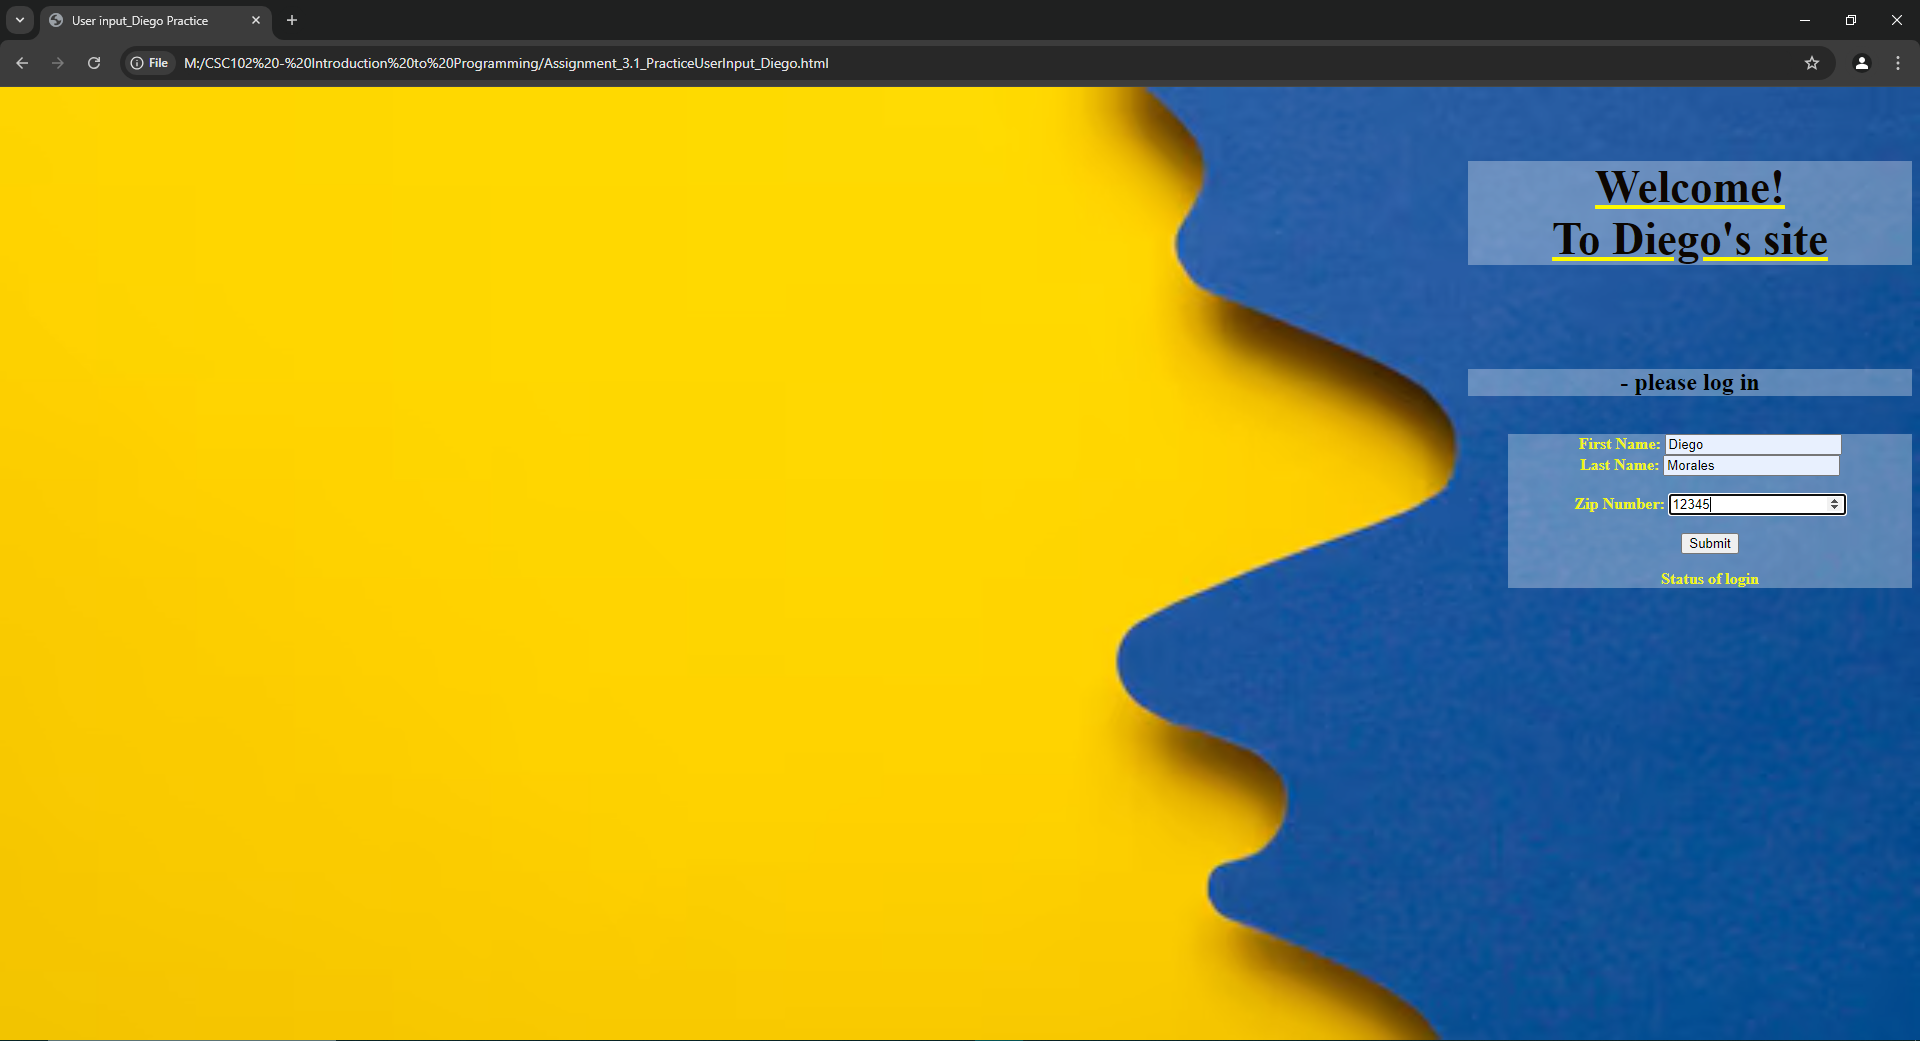 User input_Diego Practice
File M:/CSC102%20-%20Introduction%20to%20Programming/Assignment_3.1_PracticeUserInput_Diego.html
Welcome!
To Diego's site
- please log in
First Name: Diego
Last Name: Morales
Zip Number: 12345
Submit
Status of login